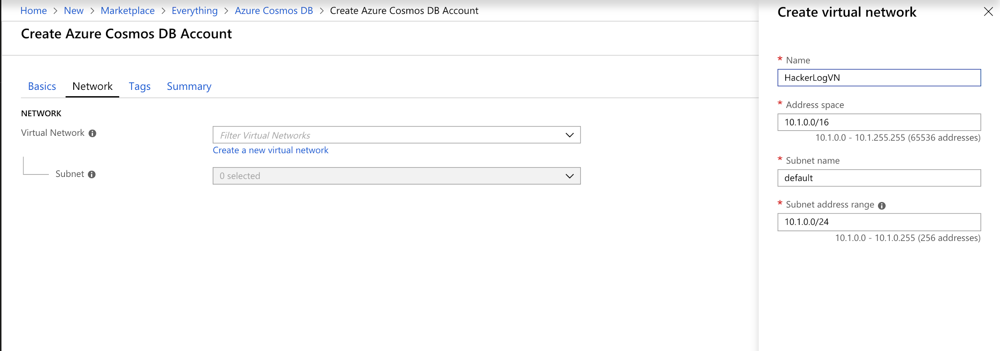 Home > New > Marketplace > Everything > Azure Cosmos DB > Create Azure Cosmos DB Account
Create Azure Cosmos DB Account
Basics Network Tags Summary
NETWORK
Virtual Network
Filter Virtual Networks
Create a new virtual network
Subnet
0 selected
Create virtual network
* Name
HackerLogVN
* Address space
10.1.0.0/16
10.1.0.0 - 10.1.255.255 (65536 addresses)
* Subnet name
default
* Subnet address range
10.1.0.0/24
10.1.0.0 - 10.1.0.255 (256 addresses)